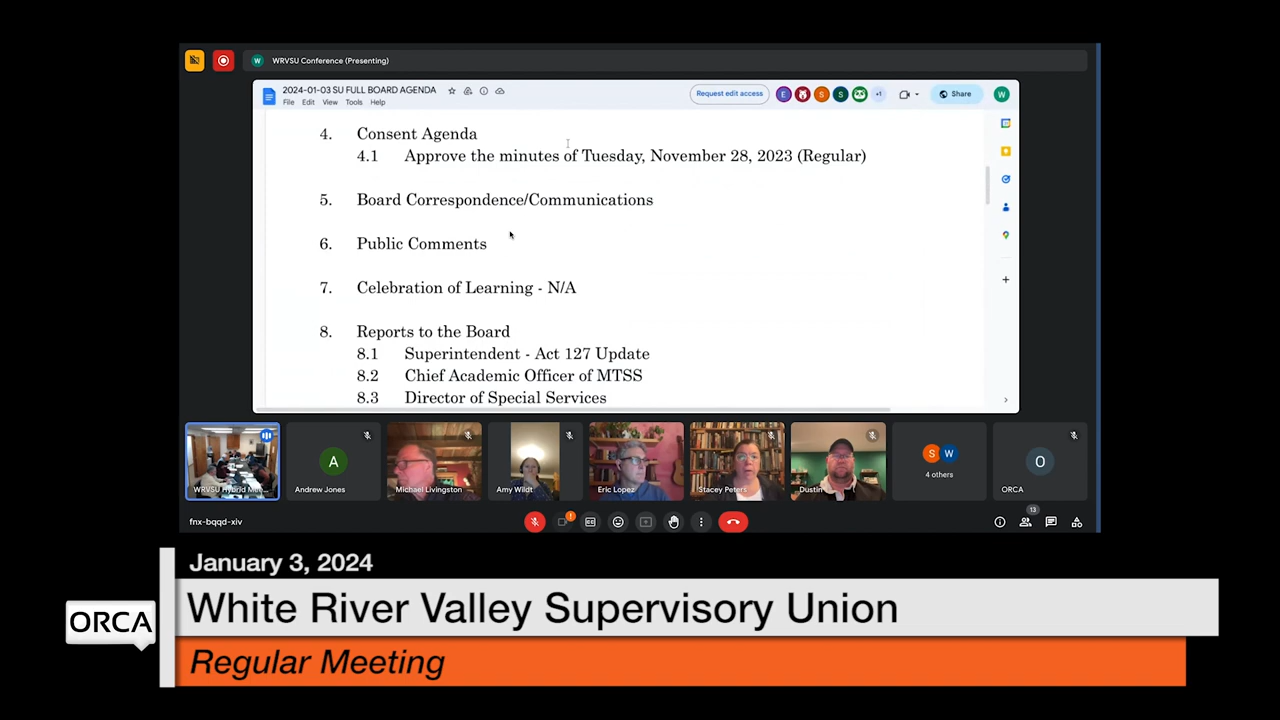 W WRVSU Conference (Presenting)
2024-01-03 SU FULL BOARD AGENDA
File Edit View Tools Help
Request edit access
E
S
S
+1
Share
W
4. Consent Agenda
4.1 Approve the minutes of Tuesday, November 28, 2023 (Regular)
5. Board Correspondence/Communications
6. Public Comments
7. Celebration of Learning - N/A
8. Reports to the Board
8.1 Superintendent - Act 127 Update
8.2 Chief Academic Officer of MTSS
8.3 Director of Special Services
A
S W
O
4 others
WRVSU Hybrid Mee...
Andrew Jones
Michael Livingston
Amy Wildt
Eric Lopez
Stacey Peters
Dustin
ORCA
fnx-bqqd-xiv
13
January 3, 2024
ORCA
White River Valley Supervisory Union
Regular Meeting